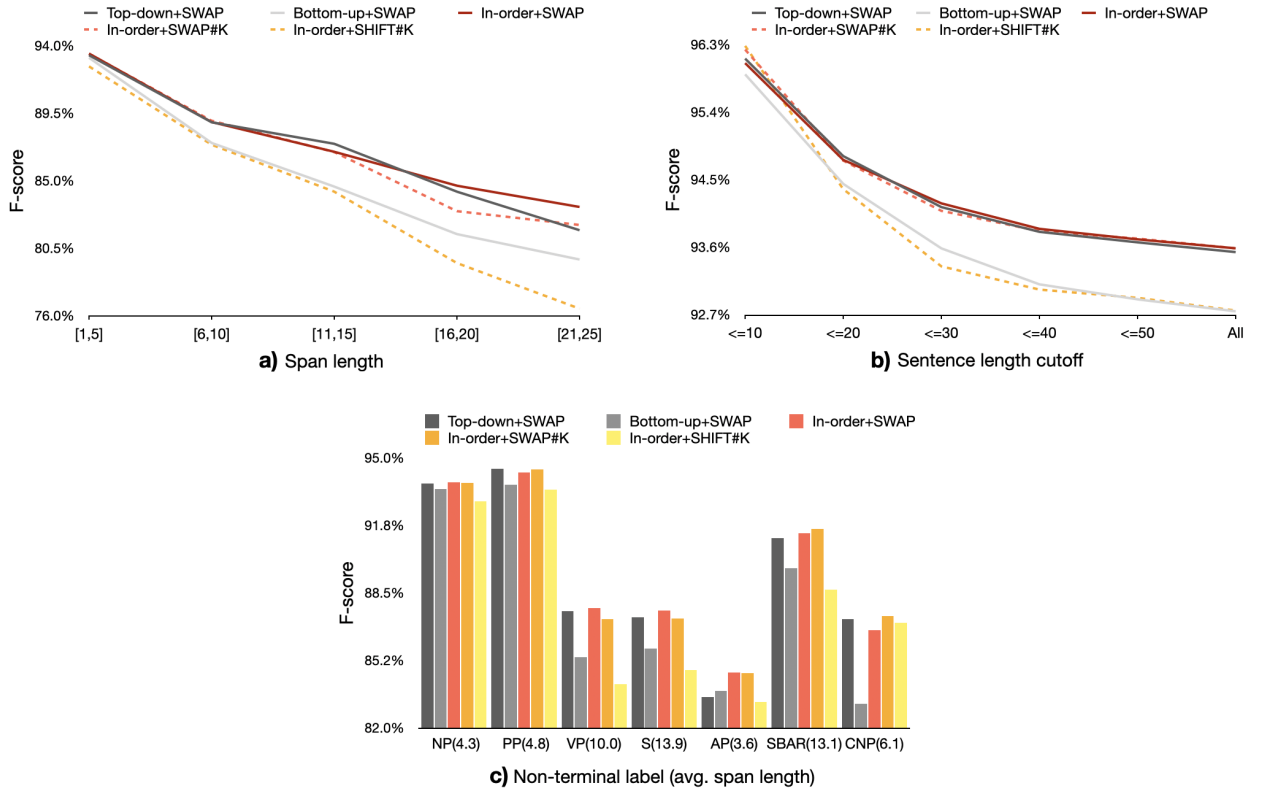 Top-down+SWAP Bottom-up+SWAP In-order+SWAP
In-order+SWAP#K In-order+SHIFT#K
94.0%
89.5%
85.0%
80.5%
76.0%
F-score
[1,5] [6,10] [11,15] [16,20] [21,25]
a) Span length
Top-down+SWAP Bottom-up+SWAP In-order+SWAP
In-order+SWAP#K In-order+SHIFT#K
96.3%
95.4%
94.5%
93.6%
92.7%
F-score
<=10 <=20 <=30 <=40 <=50 All
b) Sentence length cutoff
Top-down+SWAP Bottom-up+SWAP In-order+SWAP
In-order+SWAP#K In-order+SHIFT#K
95.0%
91.8%
88.5%
85.2%
82.0%
F-score
NP(4.3) PP(4.8) VP(10.0) S(13.9) AP(3.6) SBAR(13.1) CNP(6.1)
c) Non-terminal label (avg. span length)